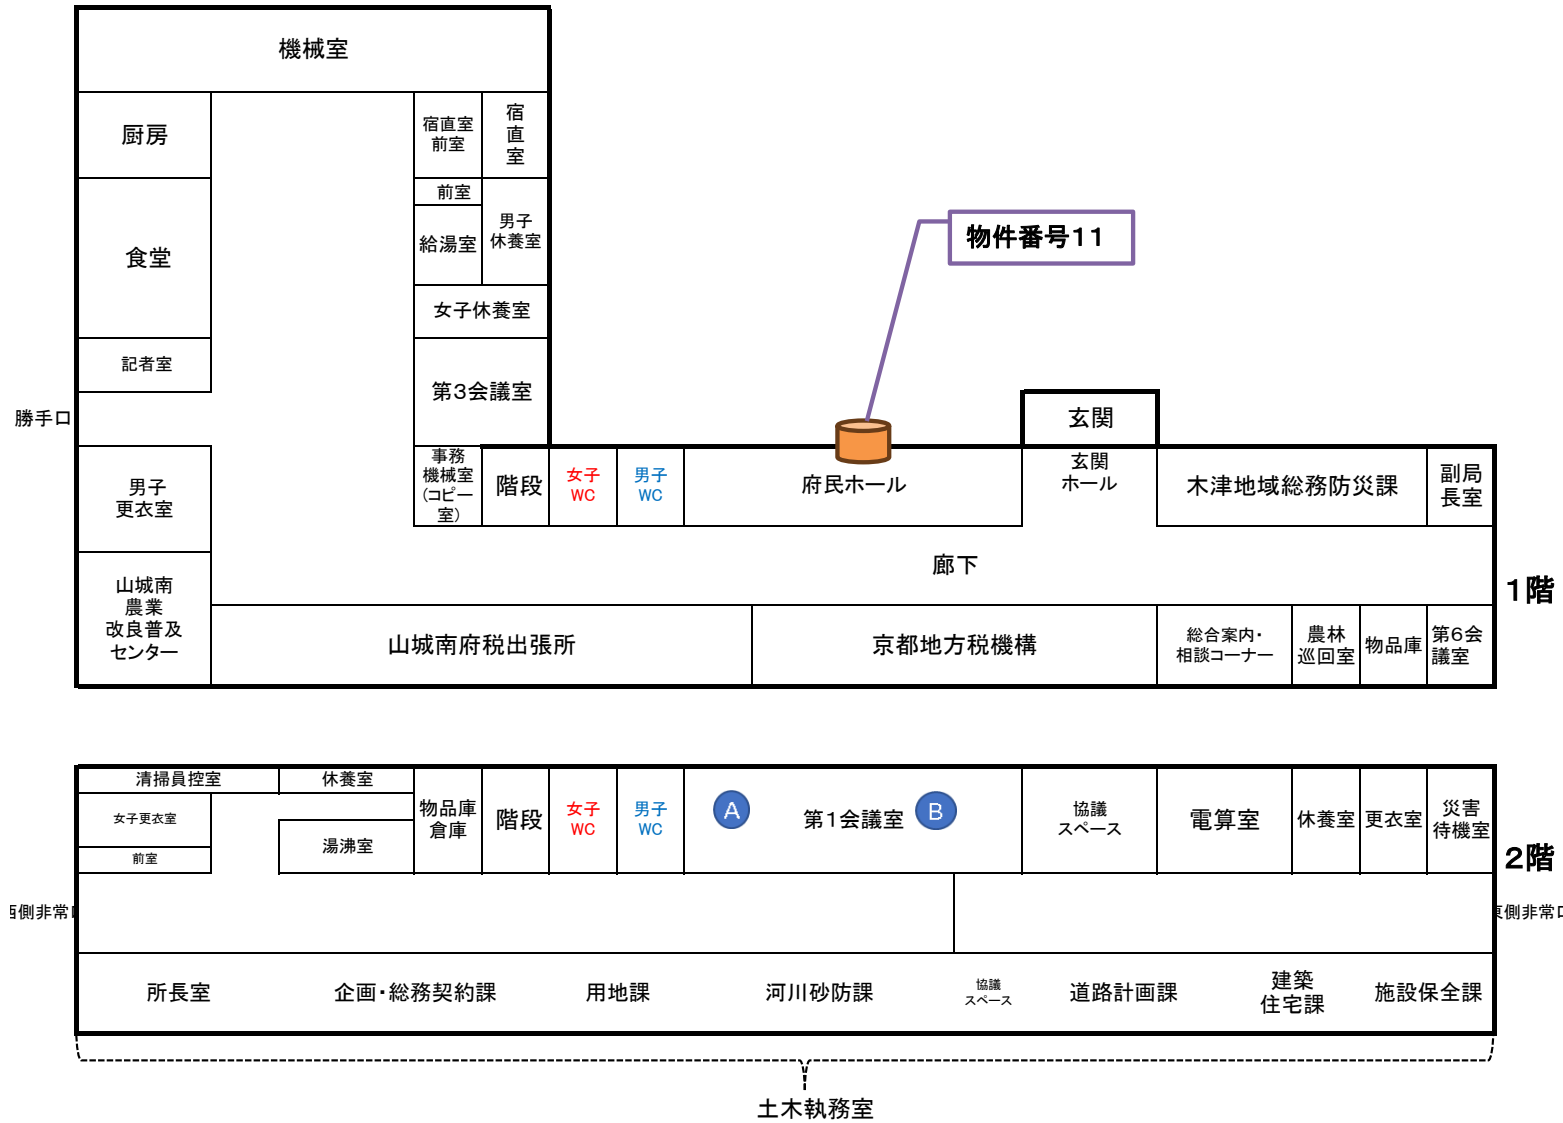 機械室
厨房
宿直室
前室
宿
直
室
前室
男子
休養室
給湯室
食堂
物件番号11
女子休養室
記者室
第3会議室
勝手口
玄関
事務
機械室
(コピー
室)
階段
女子
WC
男子
WC
府民ホール
玄関
ホール
木津地域総務防災課
副局
長室
男子
更衣室
廊下
1階
山城南
農業
改良普及
センター
山城南府税出張所
京都地方税機構
総合案内・
相談コーナー
農林
巡回室
物品庫
第6会
議室
清掃員控室
休養室
女子更衣室
前室
湯沸室
物品庫
倉庫
階段
女子
WC
男子
WC
A
第1会議室
B
協議
スペース
電算室
休養室
更衣室
災害
待機室
2階
側非常
側非常
所長室
企画・総務契約課
用地課
河川砂防課
協議
スペース
道路計画課
建築
住宅課
施設保全課
土木執務室